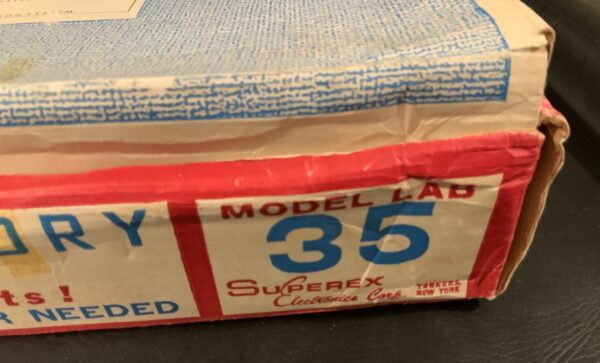 ORY
ts!
R NEEDED
MODEL LAB
35
SUPEREX
Electronics Corp.
YONKERS
NEW YORK